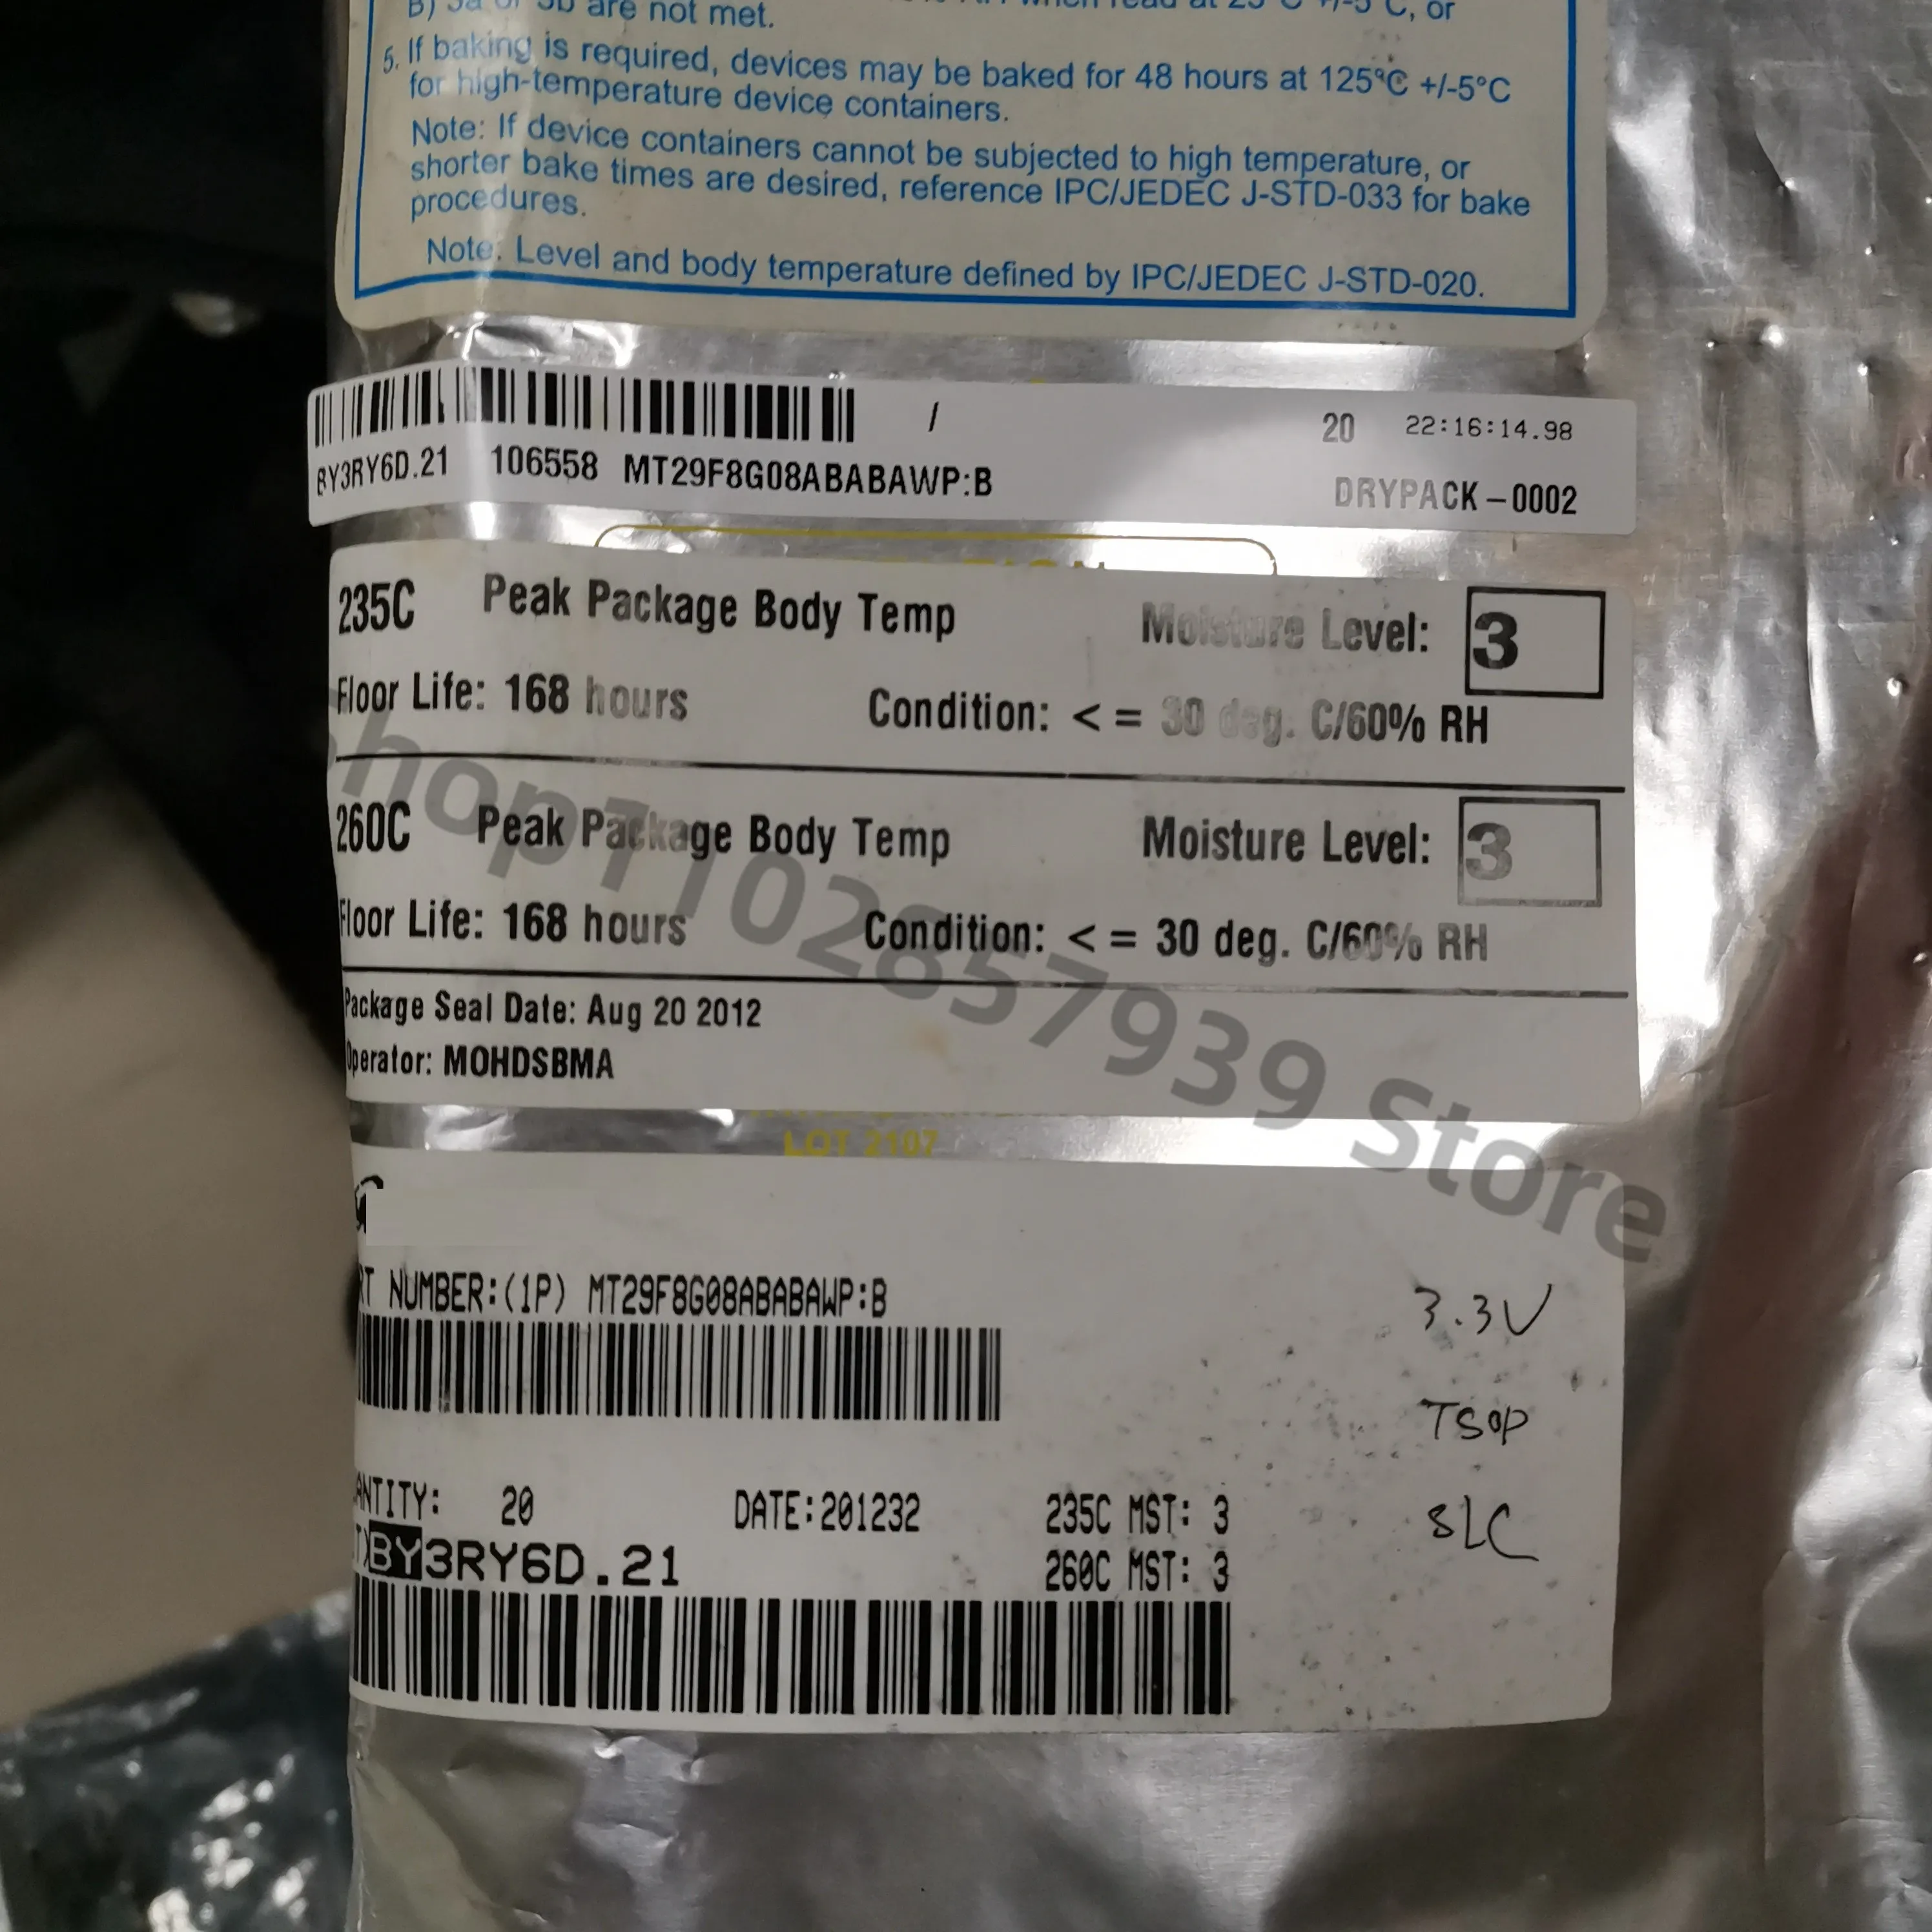 are not met.
5. If baking is required, devices may be baked for 48 hours at 125°C +/-5°C
for high-temperature device containers.
Note: If device containers cannot be subjected to high temperature, or
shorter bake times are desired, reference IPC/JEDEC J-STD-033 for bake
procedures.
Note: Level and body temperature defined by IPC/JEDEC J-STD-020.
/ 20 22:16:14.98
BY3RY6D.21 106558 MT29F8G08ABABAWP:B DRYPACK-0002
235C Peak Package Body Temp Moisture Level: 3
Floor Life: 168 hours Condition: <= 30 deg. C/60% RH
260C Peak Package Body Temp Moisture Level: 3
Floor Life: 168 hours Condition: <= 30 deg. C/60% RH
Package Seal Date: Aug 20 2012
Operator: MOHDSBMA
LOT 2107
Shop1102857939 Store
RT NUMBER:(1P) MT29F8G08ABABAWP:B
3.3V
TSOP
SLC
ANTITY: 20 DATE:201232 235C MST: 3
T)BY3RY6D.21 260C MST: 3